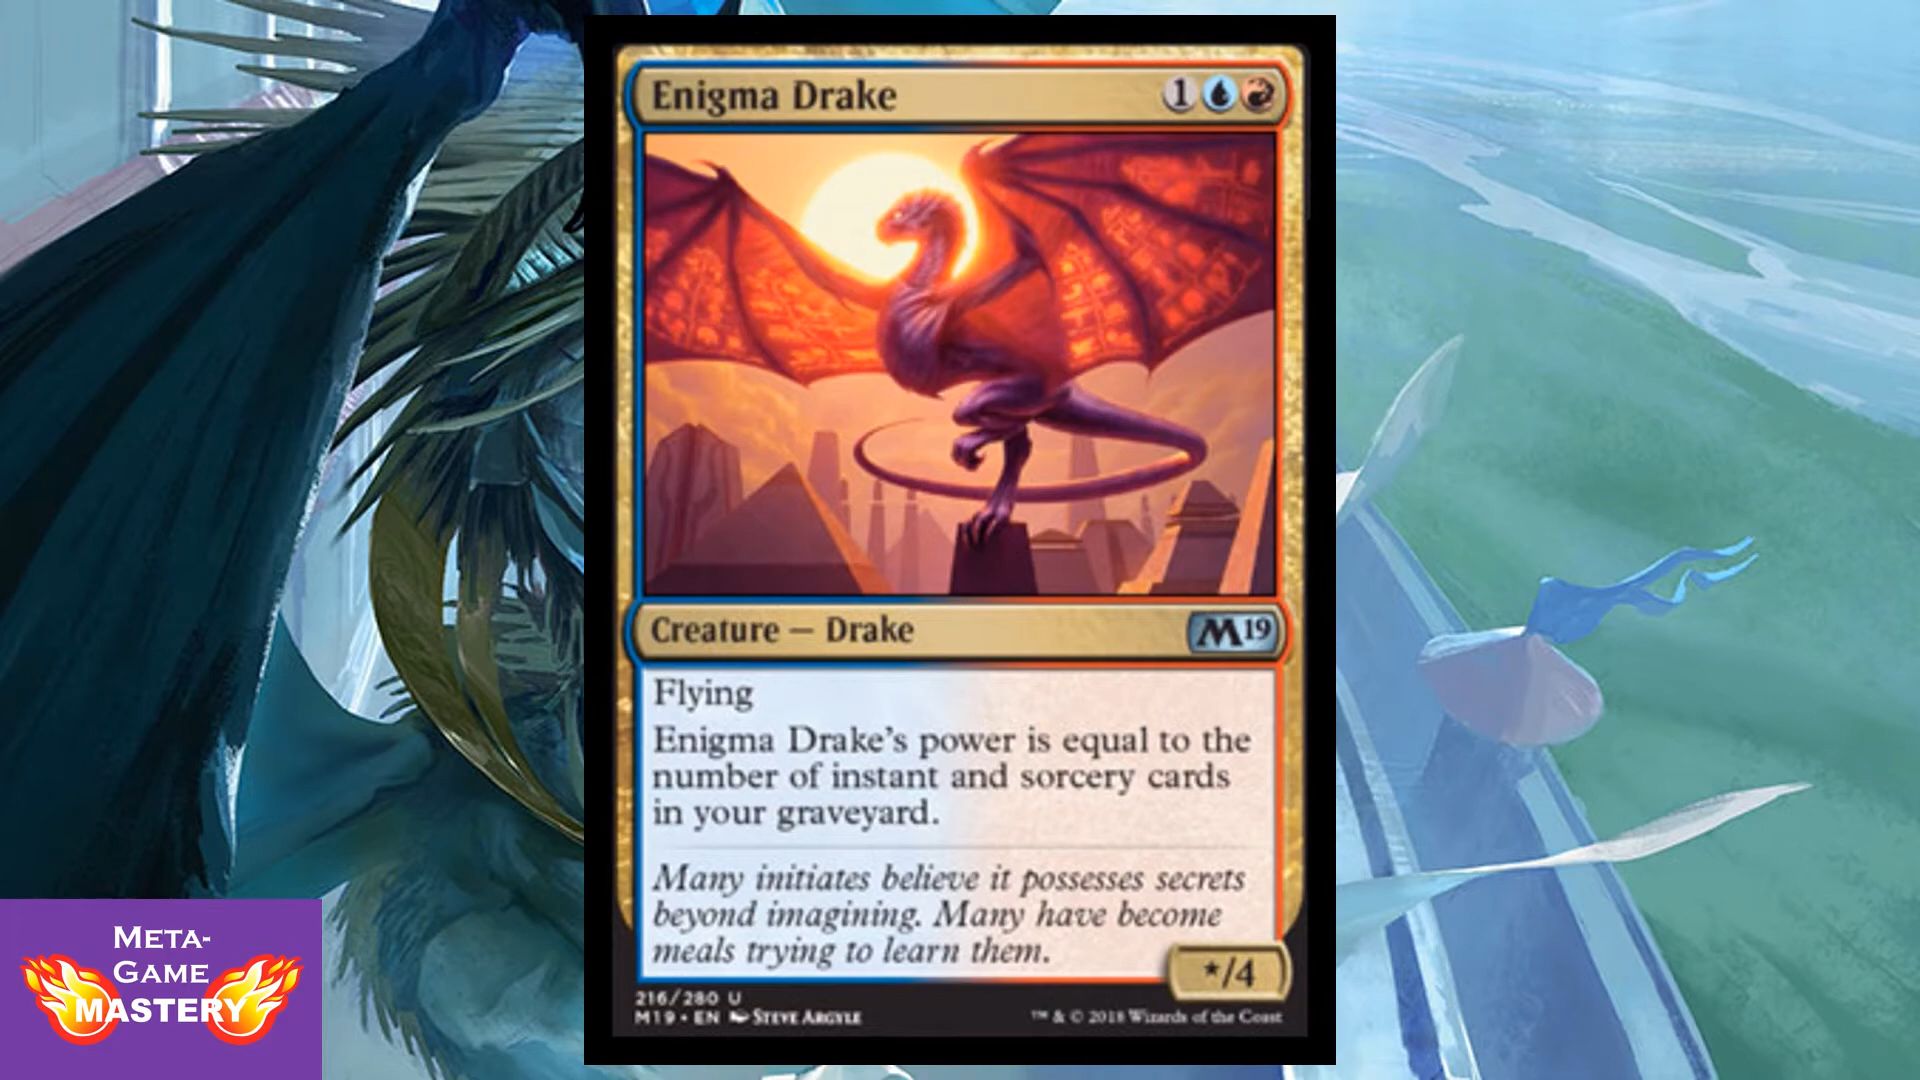 Enigma Drake 1
Creature — Drake M19
Flying
Enigma Drake's power is equal to the
number of instant and sorcery cards
in your graveyard.
Many initiates believe it possesses secrets
beyond imagining. Many have become
meals trying to learn them.
*/4
216/280 U
M19 • EN Steve Argyle
™ & © 2018 Wizards of the Coast
META-
GAME
MASTERY